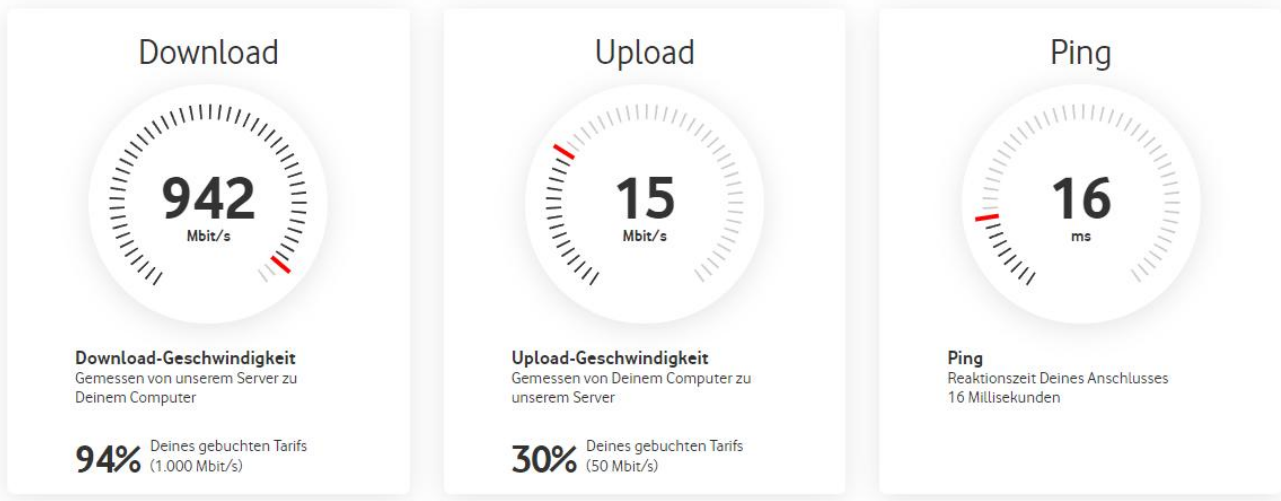 Download
942
Mbit/s
Download-Geschwindigkeit
Gemessen von unserem Server zu
Deinem Computer
94% Deines gebuchten Tarifs
(1.000 Mbit/s)
Upload
15
Mbit/s
Upload-Geschwindigkeit
Gemessen von Deinem Computer zu
unserem Server
30% Deines gebuchten Tarifs
(50 Mbit/s)
Ping
16
ms
Ping
Reaktionszeit Deines Anschlusses
16 Millisekunden